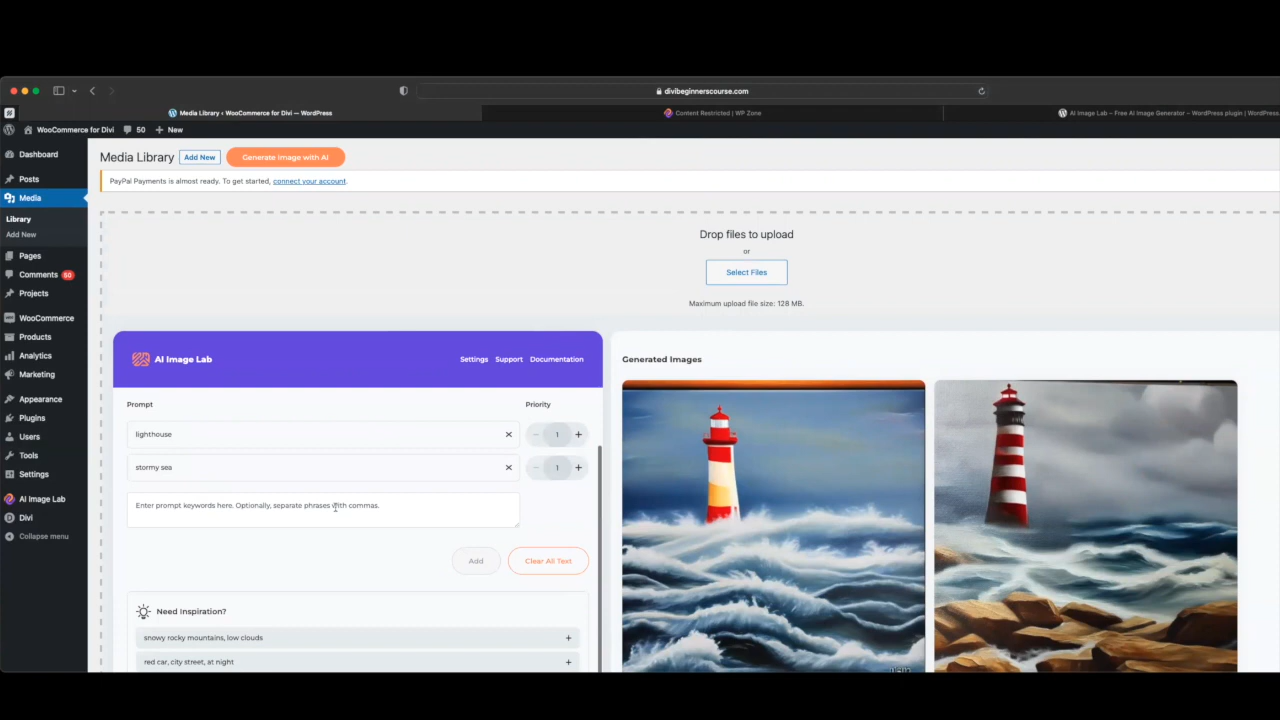 divibeginnerscourse.com
Media Library ‹ WooCommerce for Divi — WordPress
Content Restricted | WP Zone
AI Image Lab – Free AI Image Generator – WordPress plugin | WordPress.
WooCommerce for Divi
50
New
Dashboard
Posts
Media
Library
Add New
Pages
Comments 50
Projects
WooCommerce
Products
Analytics
Marketing
Appearance
Plugins
Users
Tools
Settings
AI Image Lab
Divi
Collapse menu
Media Library
Add New
Generate Image with AI
PayPal Payments is almost ready. To get started, connect your account.
Drop files to upload
or
Select Files
Maximum upload file size: 128 MB.
AI Image Lab
Settings
Support
Documentation
Prompt
Priority
lighthouse
1
stormy sea
1
Enter prompt keywords here. Optionally, separate phrases with commas.
Add
Clear All Text
Need Inspiration?
snowy rocky mountains, low clouds
red car, city street, at night
Generated Images